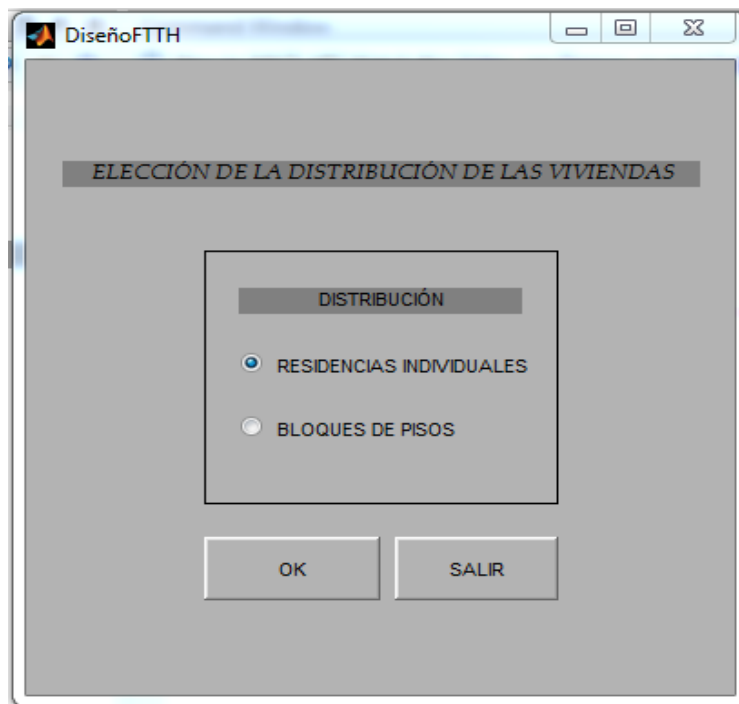 DiseñoFTTH
ELECCIÓN DE LA DISTRIBUCIÓN DE LAS VIVIENDAS
DISTRIBUCIÓN
RESIDENCIAS INDIVIDUALES
BLOQUES DE PISOS
OK
SALIR